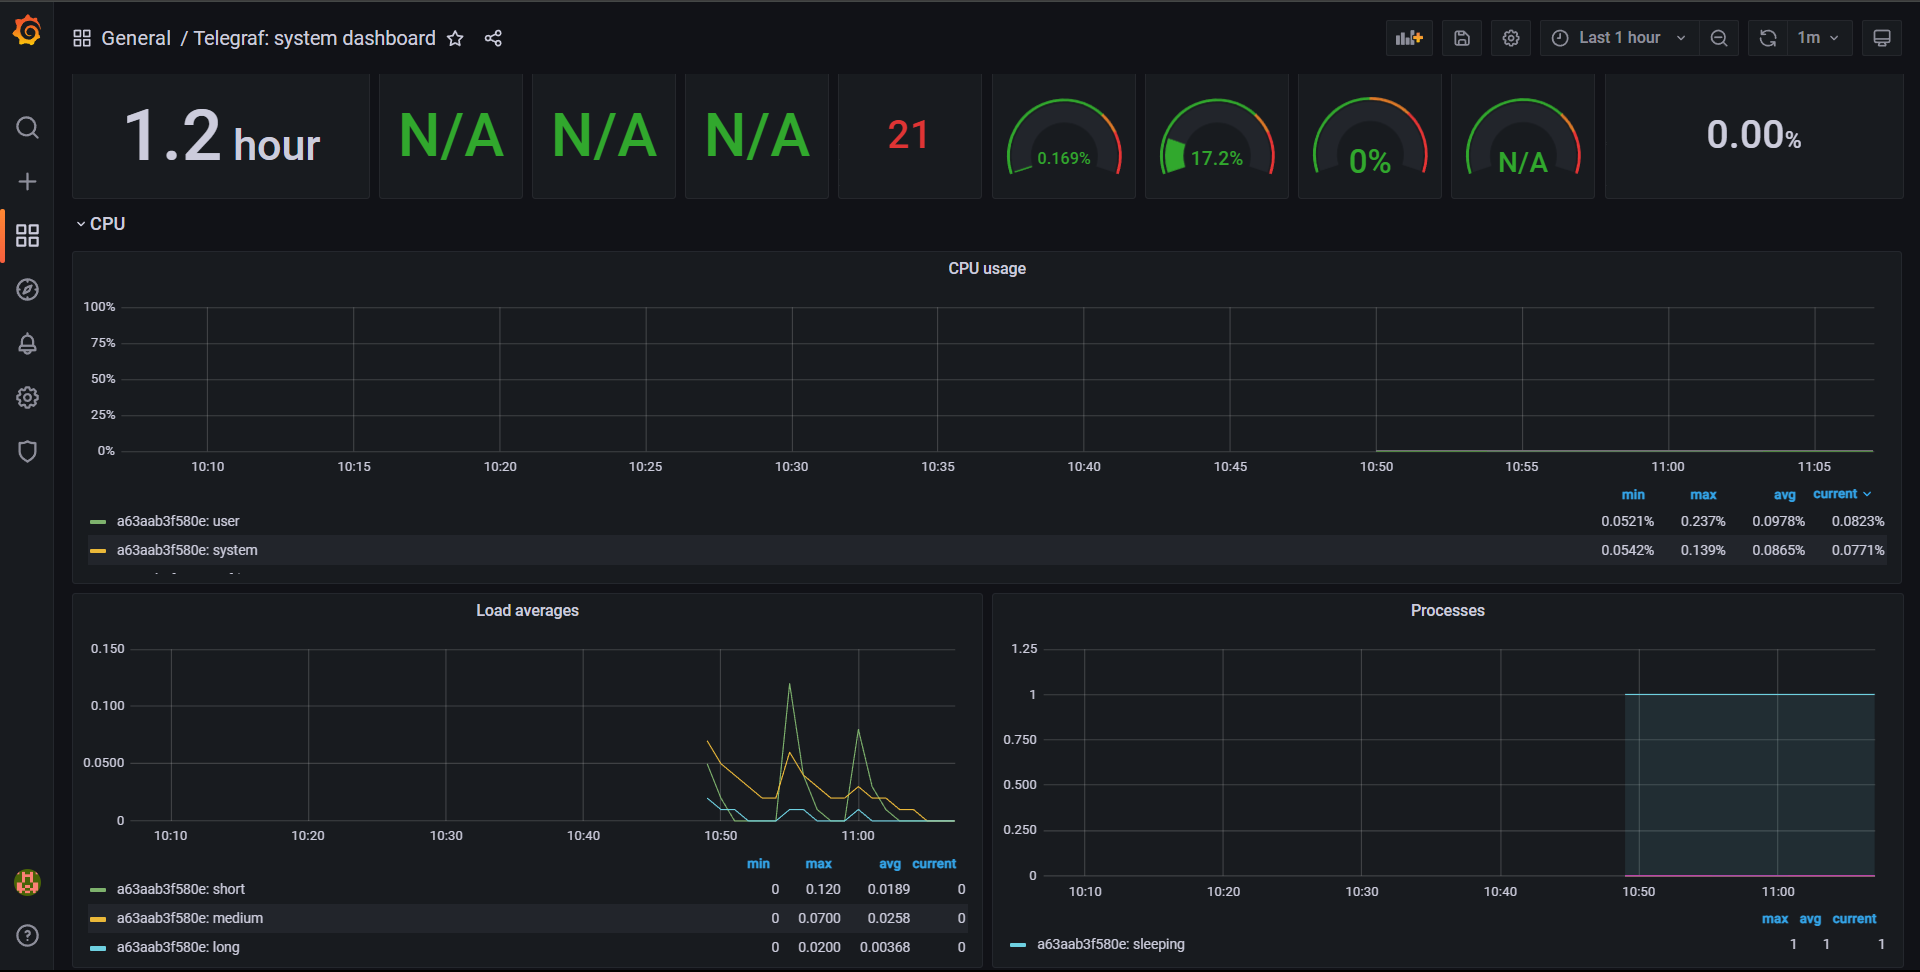 General / Telegraf: system dashboard
Last 1 hour
1m
1.2 hour
N/A
N/A
N/A
21
0.169%
17.2%
0%
N/A
0.00%
CPU
CPU usage
100%
75%
50%
25%
0%
10:10 10:15 10:20 10:25 10:30 10:35 10:40 10:45 10:50 10:55 11:00 11:05
min max avg current
a63aab3f580e: user 0.0521% 0.237% 0.0978% 0.0823%
a63aab3f580e: system 0.0542% 0.139% 0.0865% 0.0771%
Load averages
0.150
0.100
0.0500
0
10:10 10:20 10:30 10:40 10:50 11:00
min max avg current
a63aab3f580e: short 0 0.120 0.0189 0
a63aab3f580e: medium 0 0.0700 0.0258 0
a63aab3f580e: long 0 0.0200 0.00368 0
Processes
1.25
1
0.750
0.500
0.250
0
10:10 10:20 10:30 10:40 10:50 11:00
max avg current
a63aab3f580e: sleeping 1 1 1